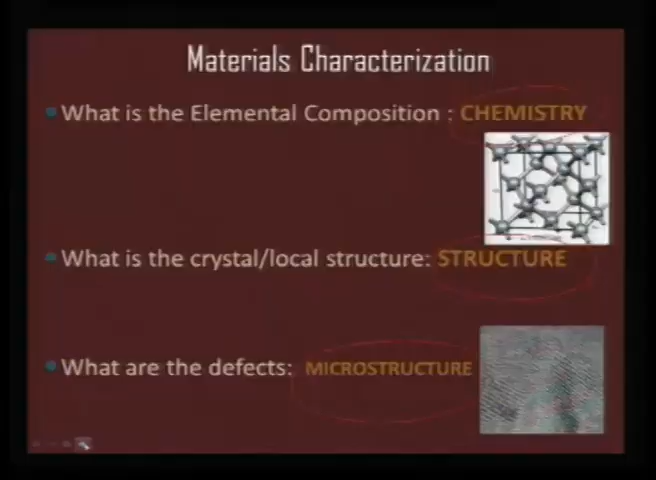 Materials Characterization
What is the Elemental Composition : CHEMISTRY
What is the crystal/local structure: STRUCTURE
What are the defects: MICROSTRUCTURE